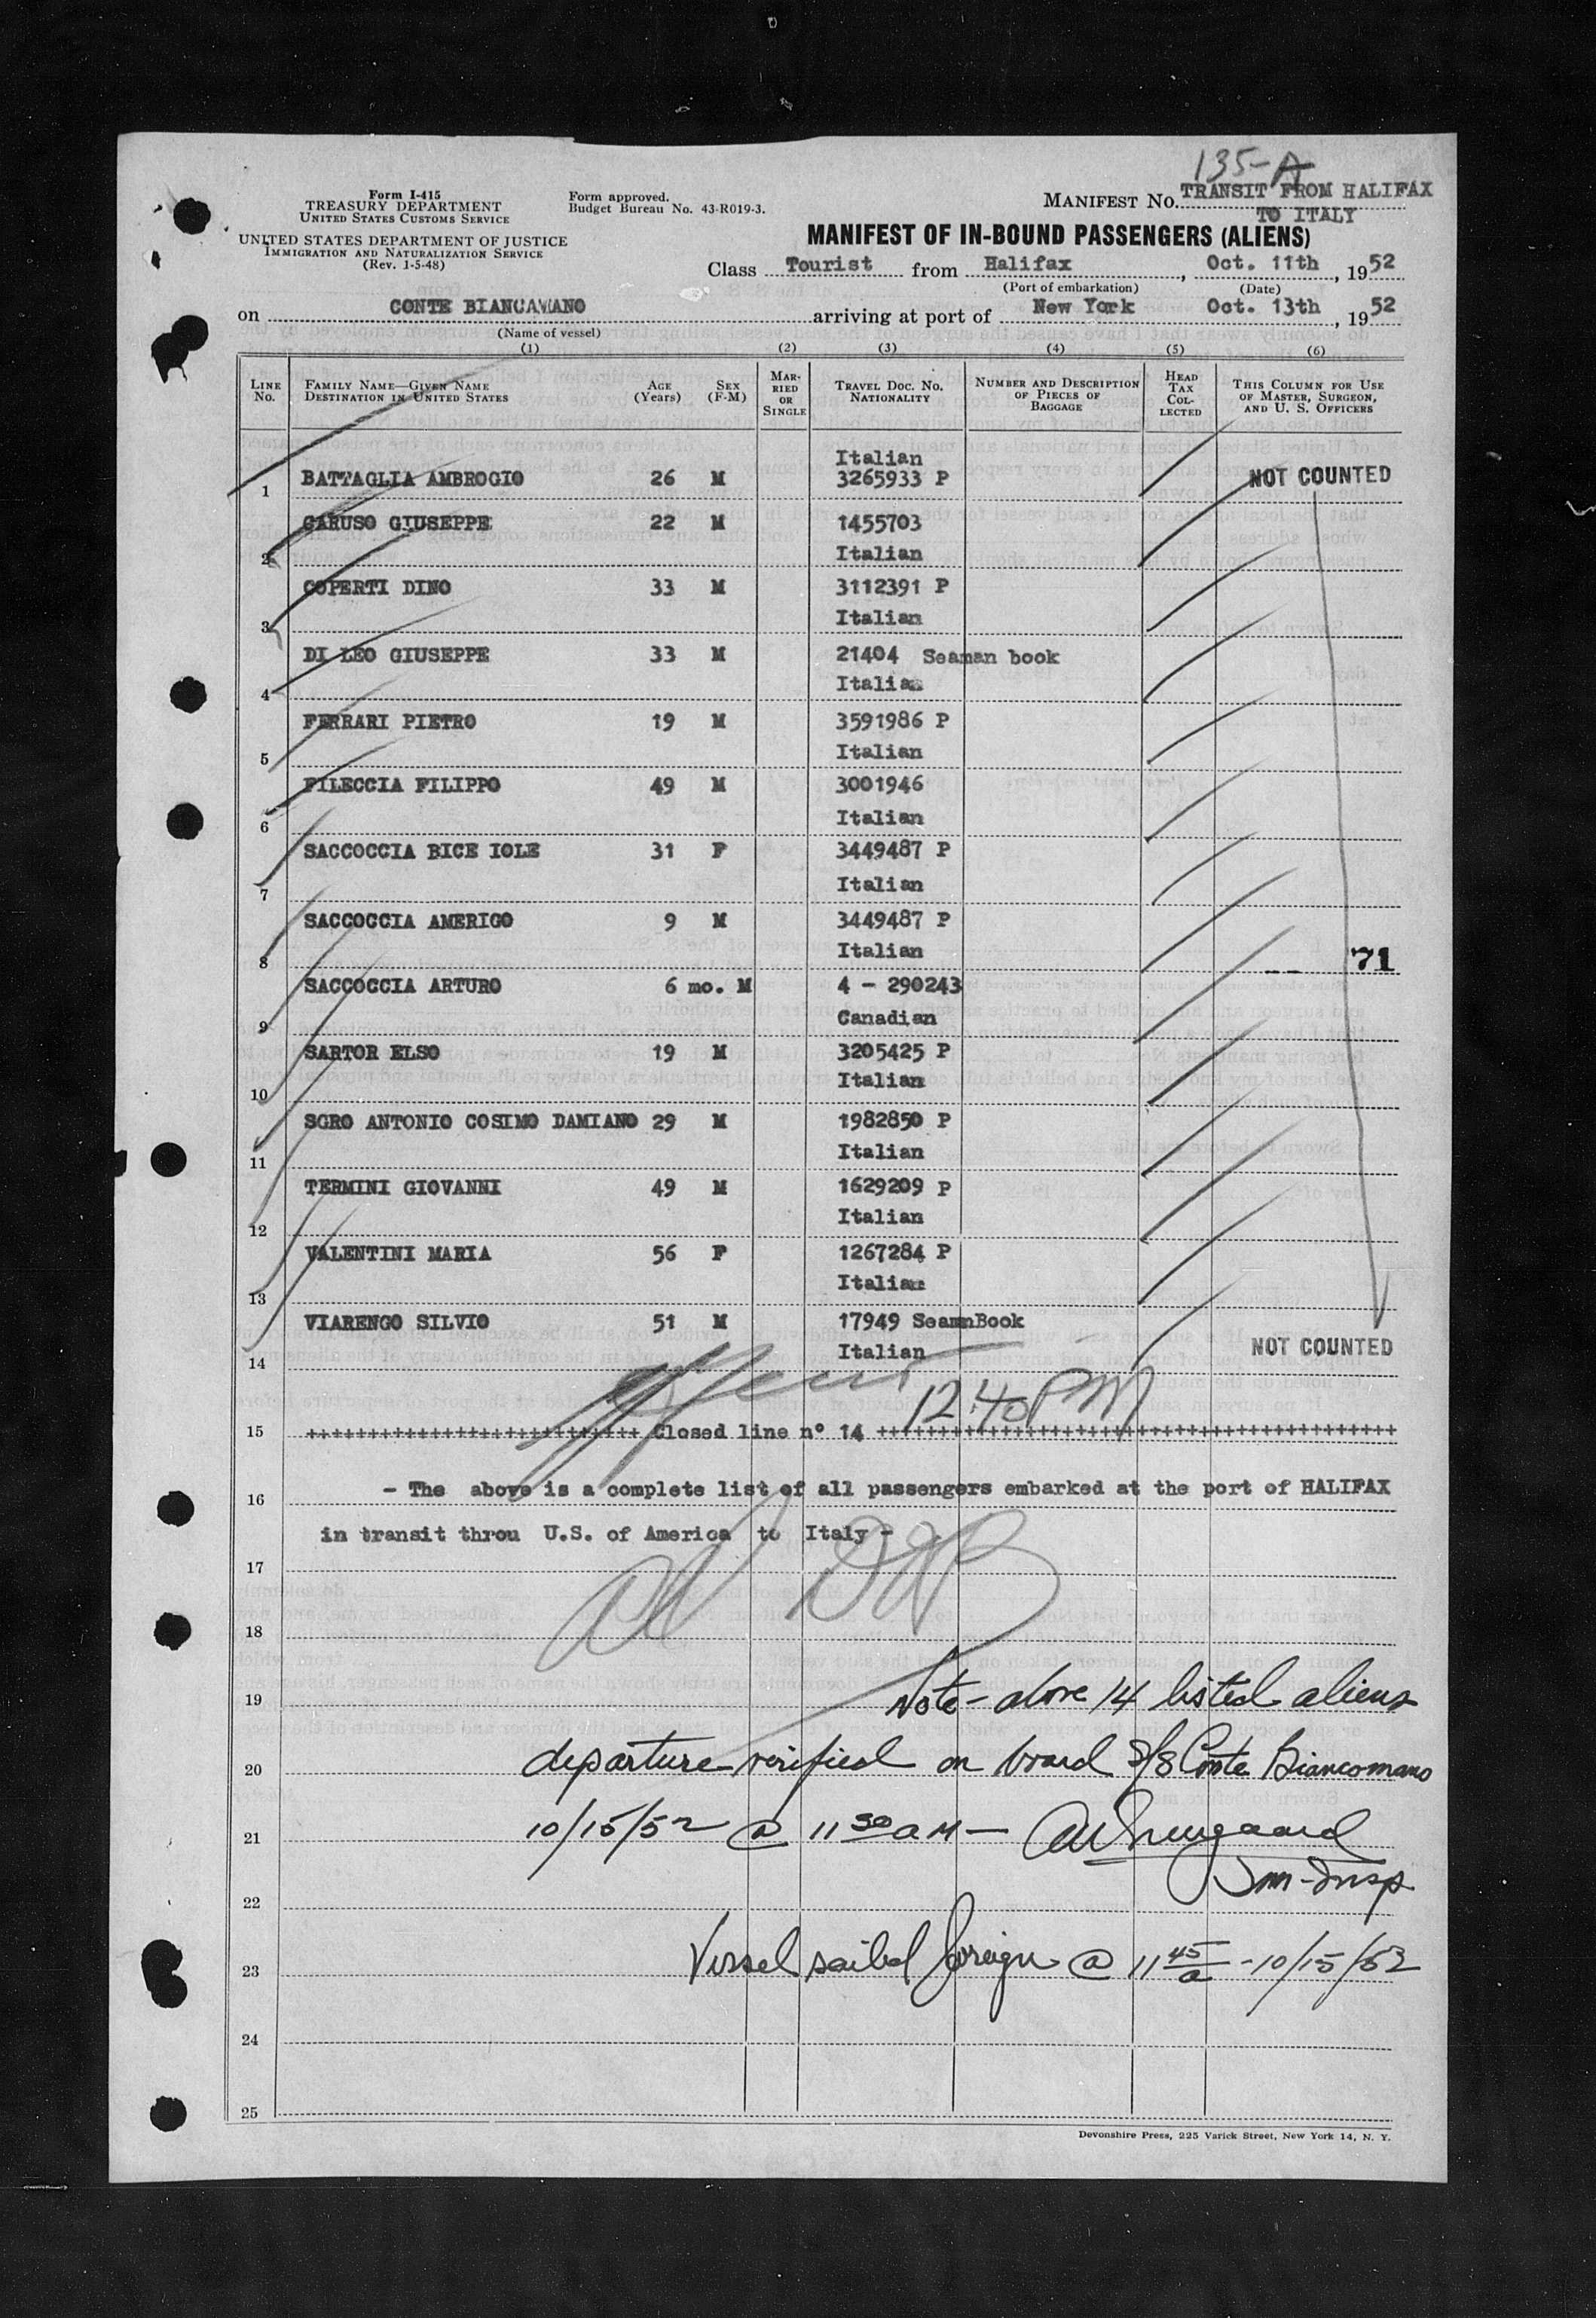 135-A
Form I-415
TREASURY DEPARTMENT
UNITED STATES CUSTOMS SERVICE
Form approved.
Budget Bureau No. 43-R019-3.
MANIFEST No. TRANSIT FROM HALIFAX
TO ITALY
UNITED STATES DEPARTMENT OF JUSTICE
IMMIGRATION AND NATURALIZATION SERVICE
(Rev. 1-5-48)
MANIFEST OF IN-BOUND PASSENGERS (ALIENS)
Class Tourist from Halifax, Oct. 11th, 1952
(Port of embarkation) (Date)
on CONTE BIANCAMANO arriving at port of New York Oct. 13th, 1952
(Name of vessel)
(1) (2) (3) (4) (5) (6)
LINE No. FAMILY NAME—GIVEN NAME DESTINATION IN UNITED STATES AGE (Years) SEX (F-M) MARRIED OR SINGLE TRAVEL DOC. No. NATIONALITY NUMBER AND DESCRIPTION OF PIECES OF BAGGAGE HEAD TAX COLLECTED THIS COLUMN FOR USE OF MASTER, SURGEON, AND U. S. OFFICERS
Italian
1 BATTAGLIA AMBROGIO 26 M 3265933 P NOT COUNTED
CARUSO GIUSEPPE 22 M 1455703
2 Italian
COPERTI DINO 33 M 3112391 P
3 Italian
DI LEO GIUSEPPE 33 M 21404 Seaman book
4 Italian
FERRARI PIETRO 19 M 3591986 P
5 Italian
FILECCIA FILIPPO 49 M 3001946
6 Italian
SACCOCCIA BICE IOLE 31 F 3449487 P
7 Italian
SACCOCCIA AMERIGO 9 M 3449487 P
8 Italian 71
SACCOCCIA ARTURO 6 mo. M 4 - 290243
9 Canadian
SARTOR ELSO 19 M 3205425 P
10 Italian
SGRO ANTONIO COSIMO DAMIANO 29 M 1982850 P
11 Italian
TERMINI GIOVANNI 49 M 1629209 P
12 Italian
VALENTINI MARIA 56 F 1267284 P
13 Italian
VIARENGO SILVIO 51 M 17949 SeamnBook
14 Italian NOT COUNTED
12:40 PM
15 +++++++++++++++++++++++++++ Closed line n° 14 ++++++++++++++++++++++++++++++++++++++++++
16 - The above is a complete list of all passengers embarked at the port of HALIFAX
in transit throu U.S. of America to Italy -
17
18
19 Note - above 14 listed aliens
20 departure verified on board S/S Conte Biancomano
21 10/15/52 @ 11 30 AM —
Imm-Insp
22
23 Vessel sailed foreign @ 11 45 a - 10/15/52
24
25
Devonshire Press, 225 Varick Street, New York 14, N. Y.